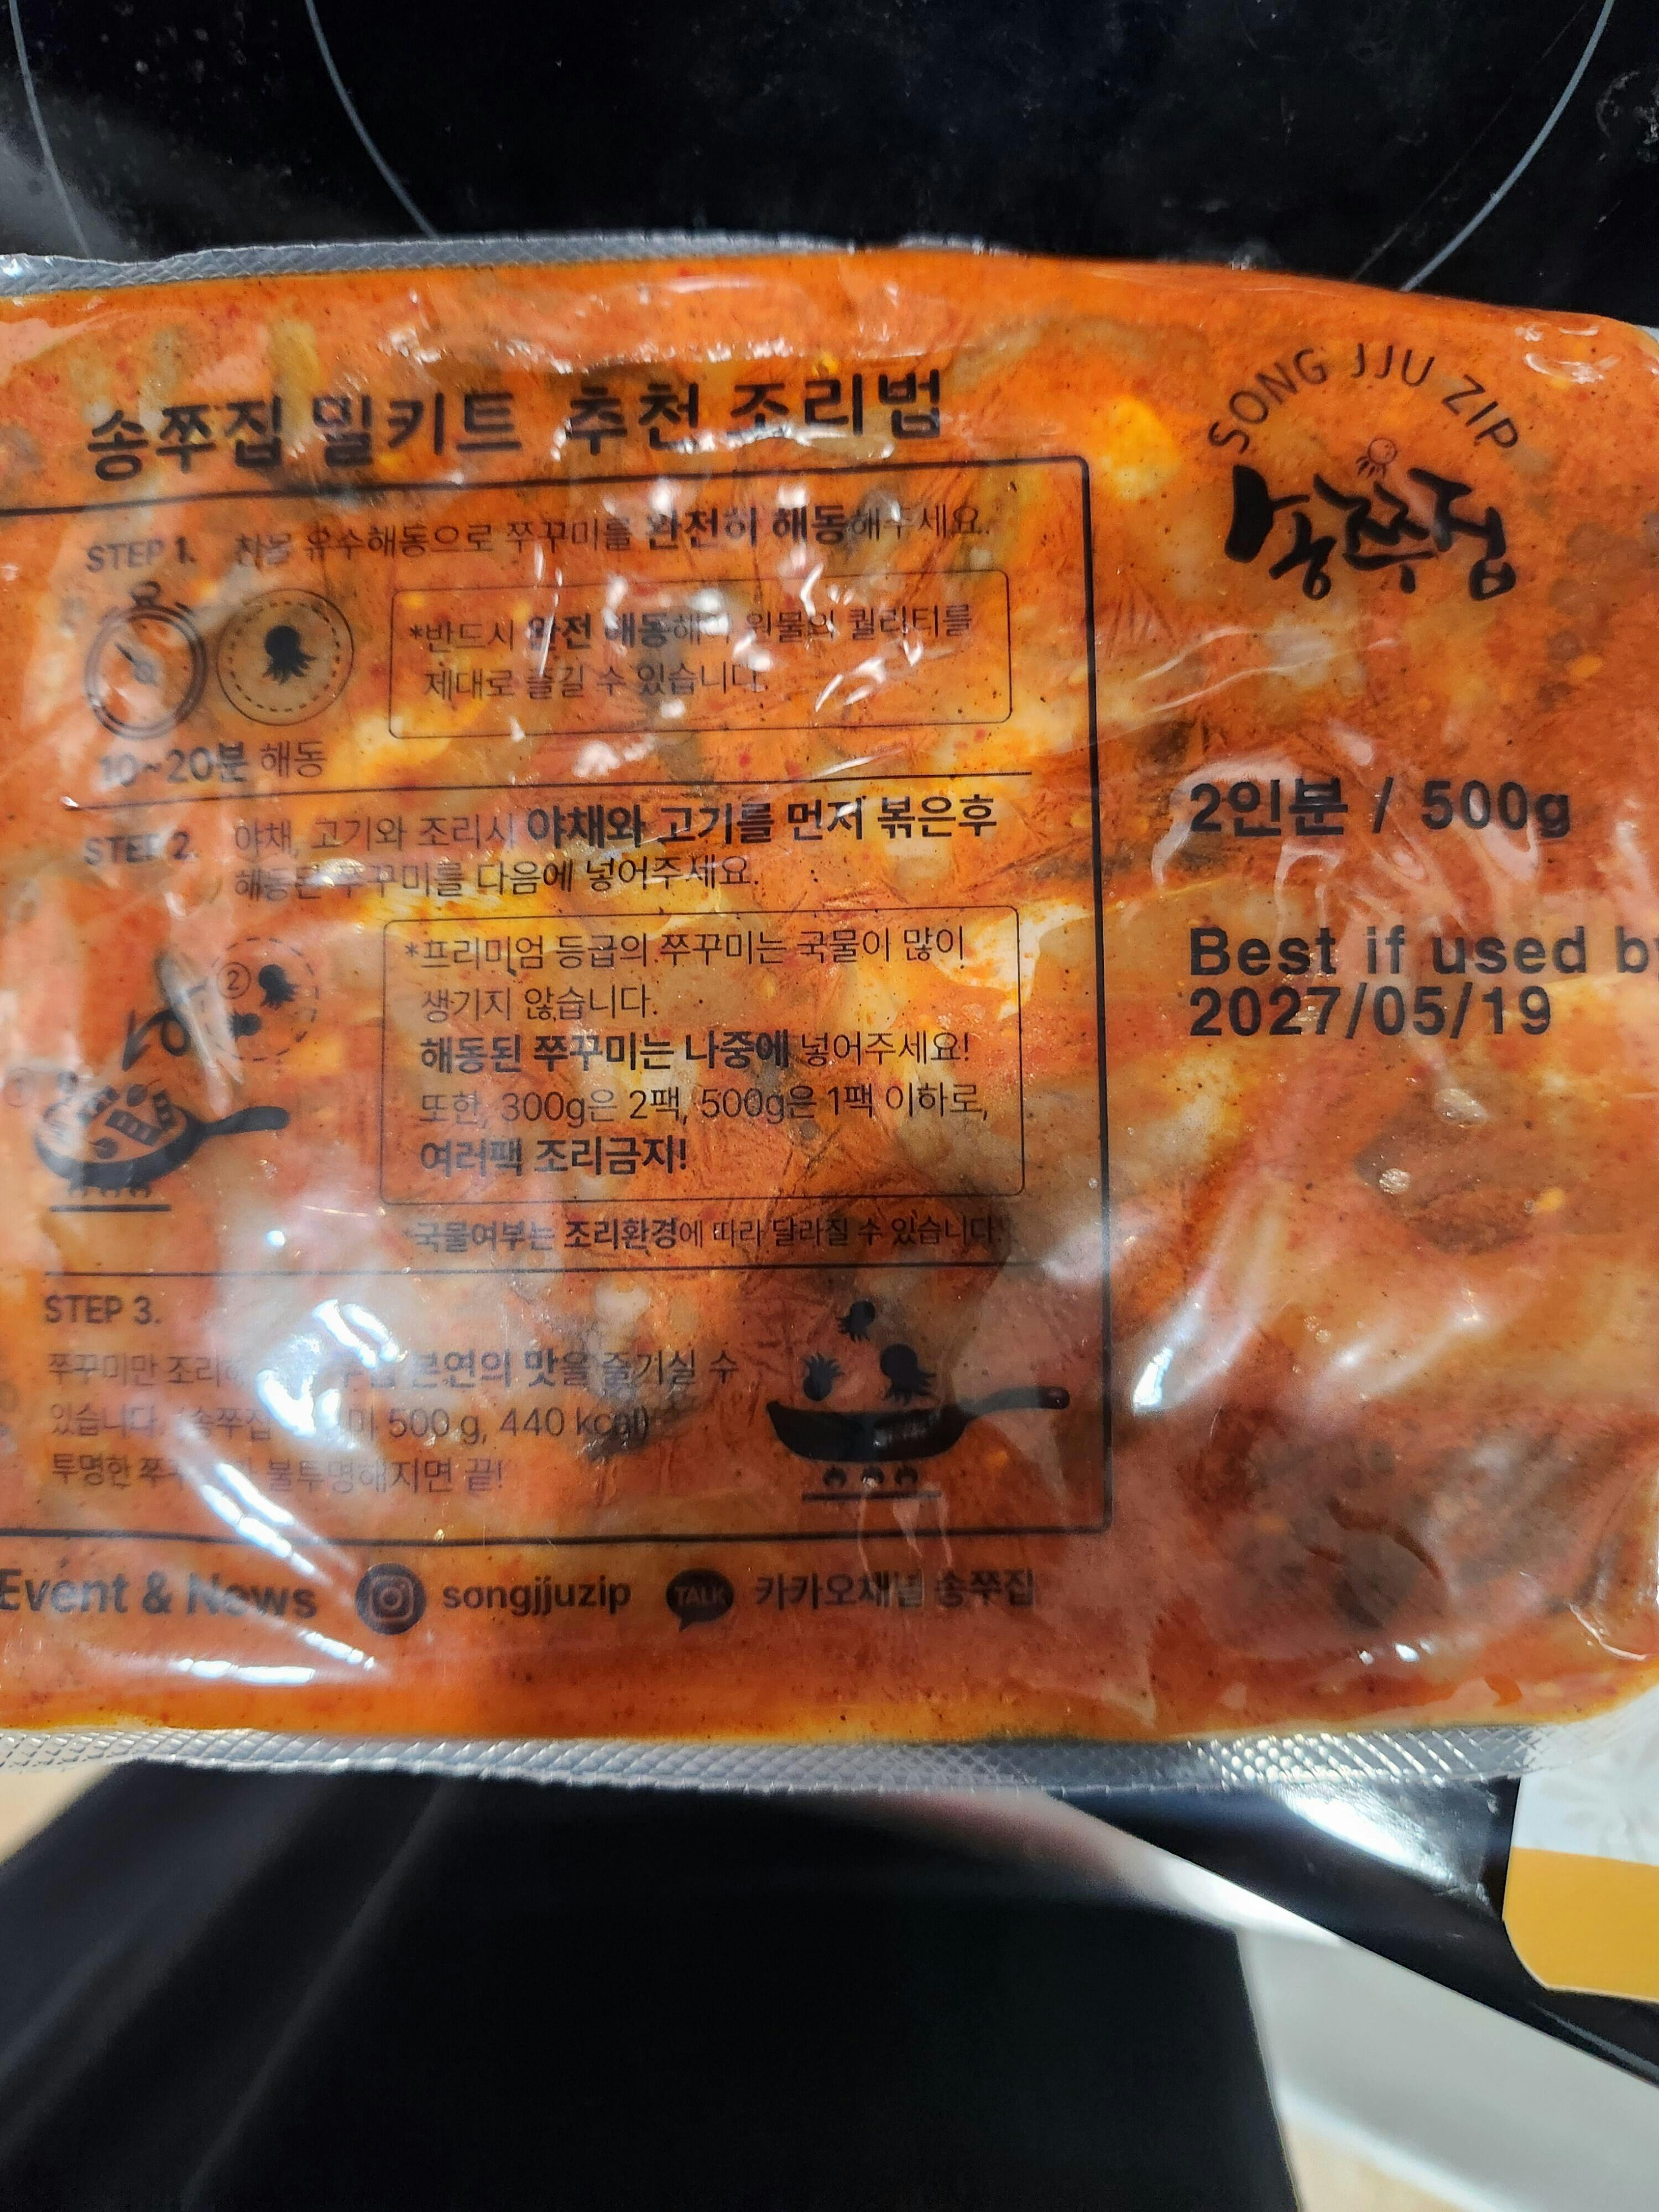 송쭈집 밀키트 추천 조리법
STEP 1. 찬물 유수해동으로 쭈꾸미를 완전히 해동해주세요.
*반드시 완전 해동해야 원물의 퀄리티를
제대로 즐길 수 있습니다.
10~20분 해동
STEP 2. 야채, 고기와 조리시 야채와 고기를 먼저 볶은후
해동된 쭈꾸미를 다음에 넣어주세요.
②
*프리미엄 등급의 쭈꾸미는 국물이 많이
생기지 않습니다.
해동된 쭈꾸미는 나중에 넣어주세요!
또한, 300g은 2팩, 500g은 1팩 이하로,
여러팩 조리금지!
*국물여부는 조리환경에 따라 달라질 수 있습니다.
STEP 3.
쭈꾸미만 조리 본연의 맛을 즐기실 수
있습니다. 송쭈집 500 g, 440 kcal)
투명한 불투명해지면 끝!
Event & News songjjuzip TALK 카카오채널 송쭈집
SONG JJU ZIP
송쭈집
2인분 / 500g
Best if used by
2027/05/19